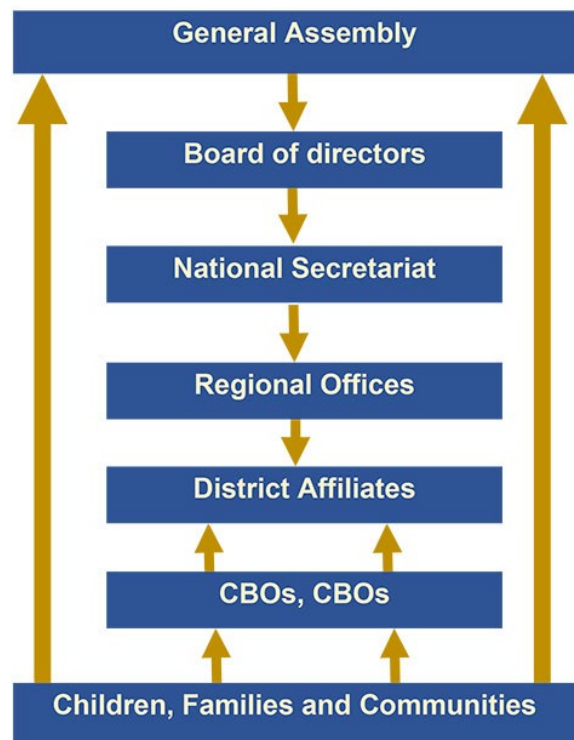 General Assembly
Board of directors
National Secretariat
Regional Offices
District Affiliates
CBOs, CBOs
Children, Families and Communities